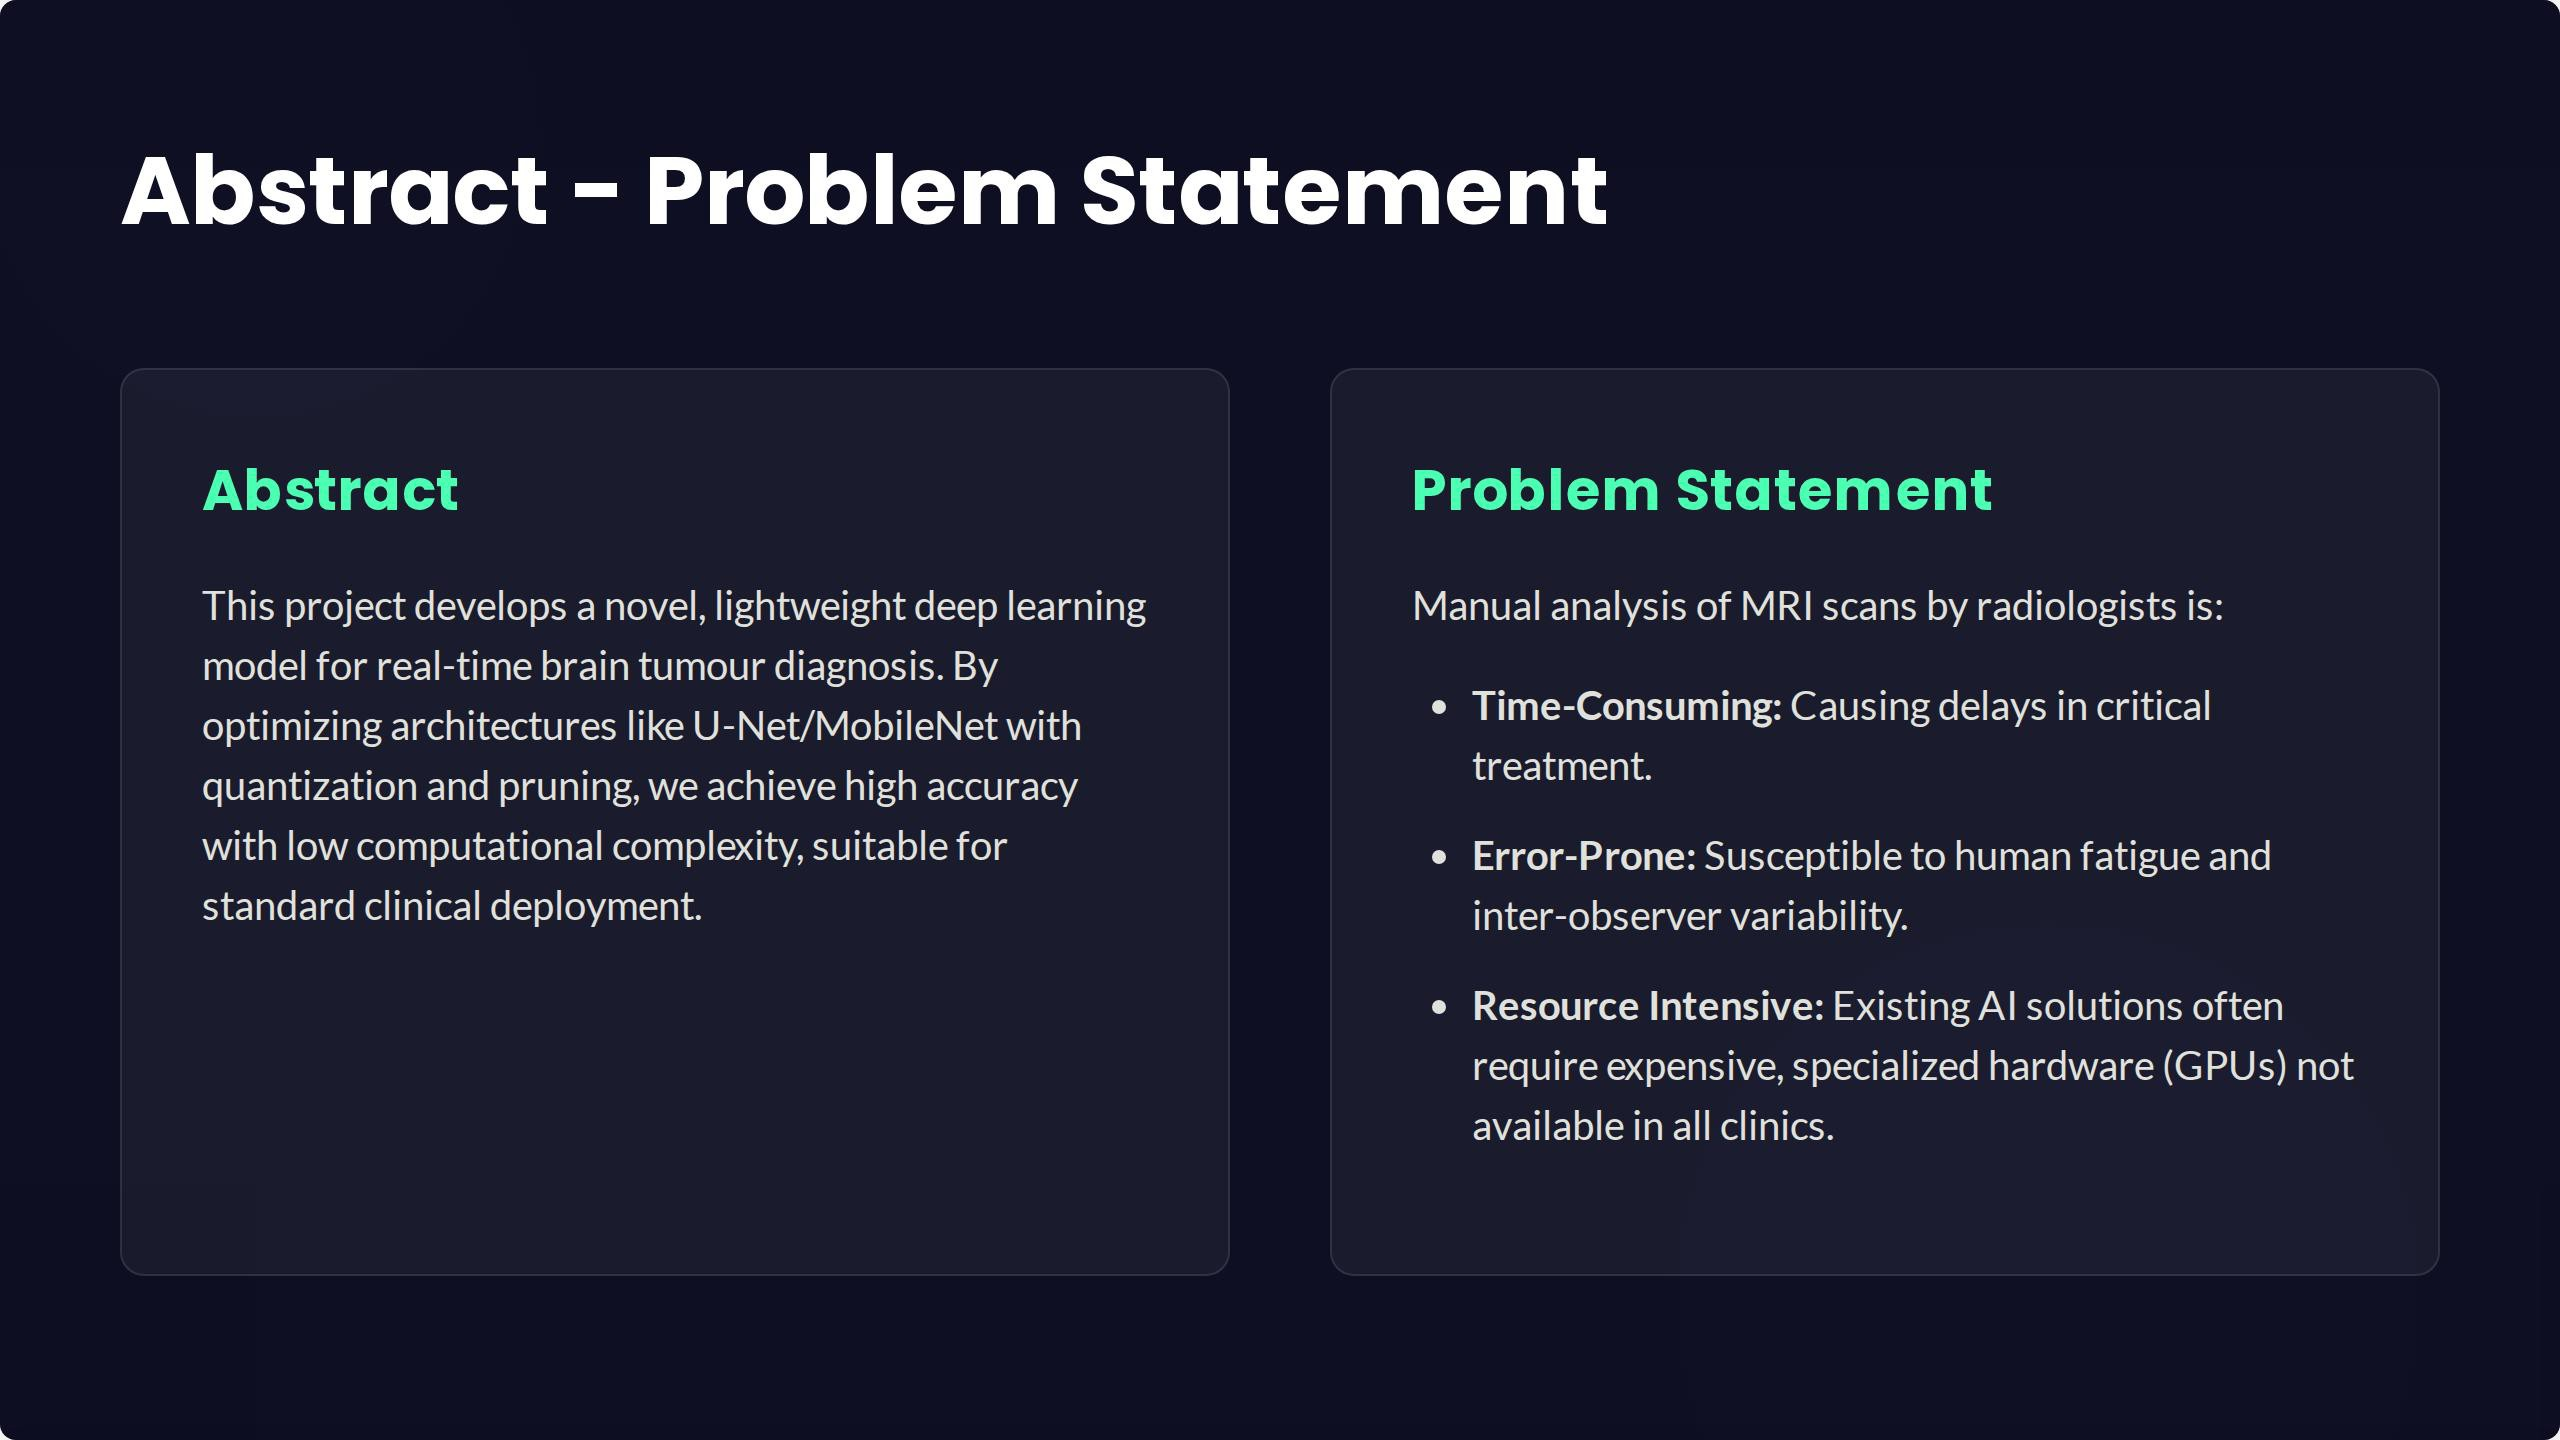 Abstract - Problem Statement
Abstract
This project develops a novel, lightweight deep learning
model for real-time brain tumour diagnosis. By
optimizing architectures like U-Net/MobileNet with
quantization and pruning, we achieve high accuracy
with low computational complexity, suitable for
standard clinical deployment.
Problem Statement
Manual analysis of MRI scans by radiologists is:
• Time-Consuming: Causing delays in critical
treatment.
• Error-Prone: Susceptible to human fatigue and
inter-observer variability.
• Resource Intensive: Existing AI solutions often
require expensive, specialized hardware (GPUs) not
available in all clinics.